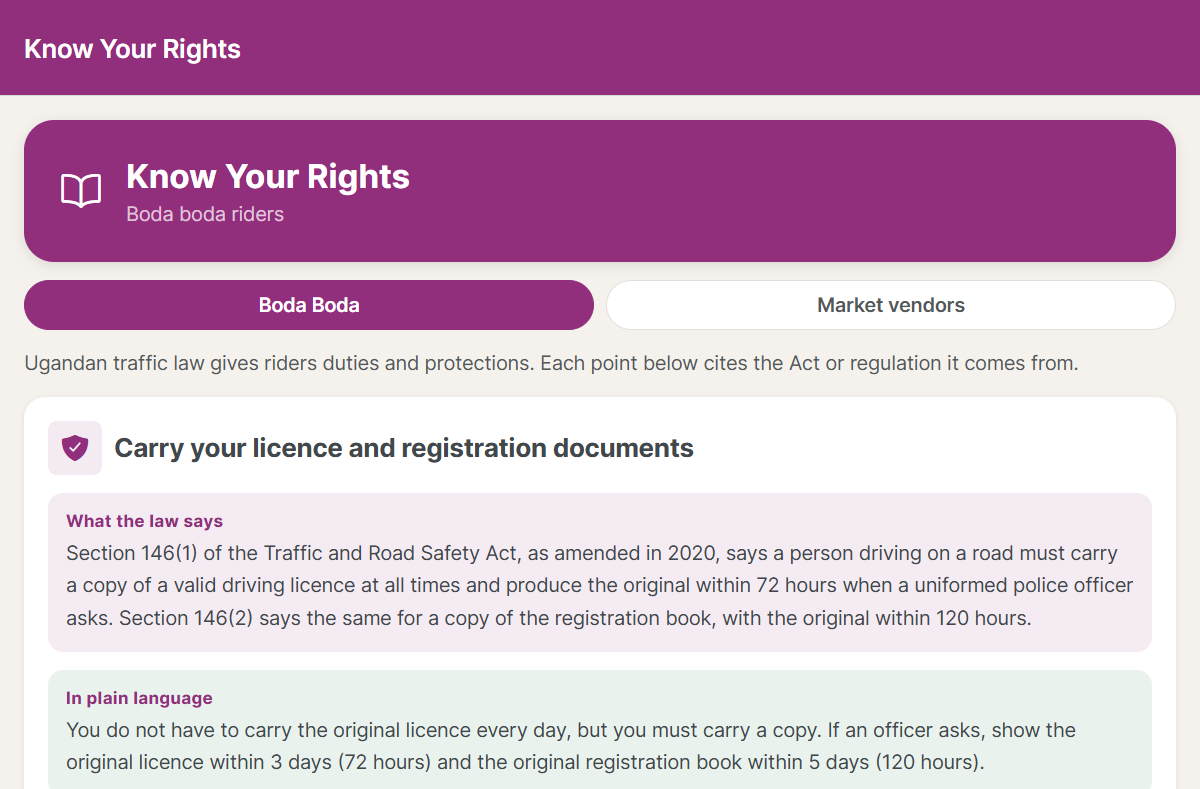 Know Your Rights
Know Your Rights
Boda boda riders
Boda Boda
Market vendors
Ugandan traffic law gives riders duties and protections. Each point below cites the Act or regulation it comes from.
Carry your licence and registration documents
What the law says
Section 146(1) of the Traffic and Road Safety Act, as amended in 2020, says a person driving on a road must carry
a copy of a valid driving licence at all times and produce the original within 72 hours when a uniformed police officer
asks. Section 146(2) says the same for a copy of the registration book, with the original within 120 hours.
In plain language
You do not have to carry the original licence every day, but you must carry a copy. If an officer asks, show the
original licence within 3 days (72 hours) and the original registration book within 5 days (120 hours).